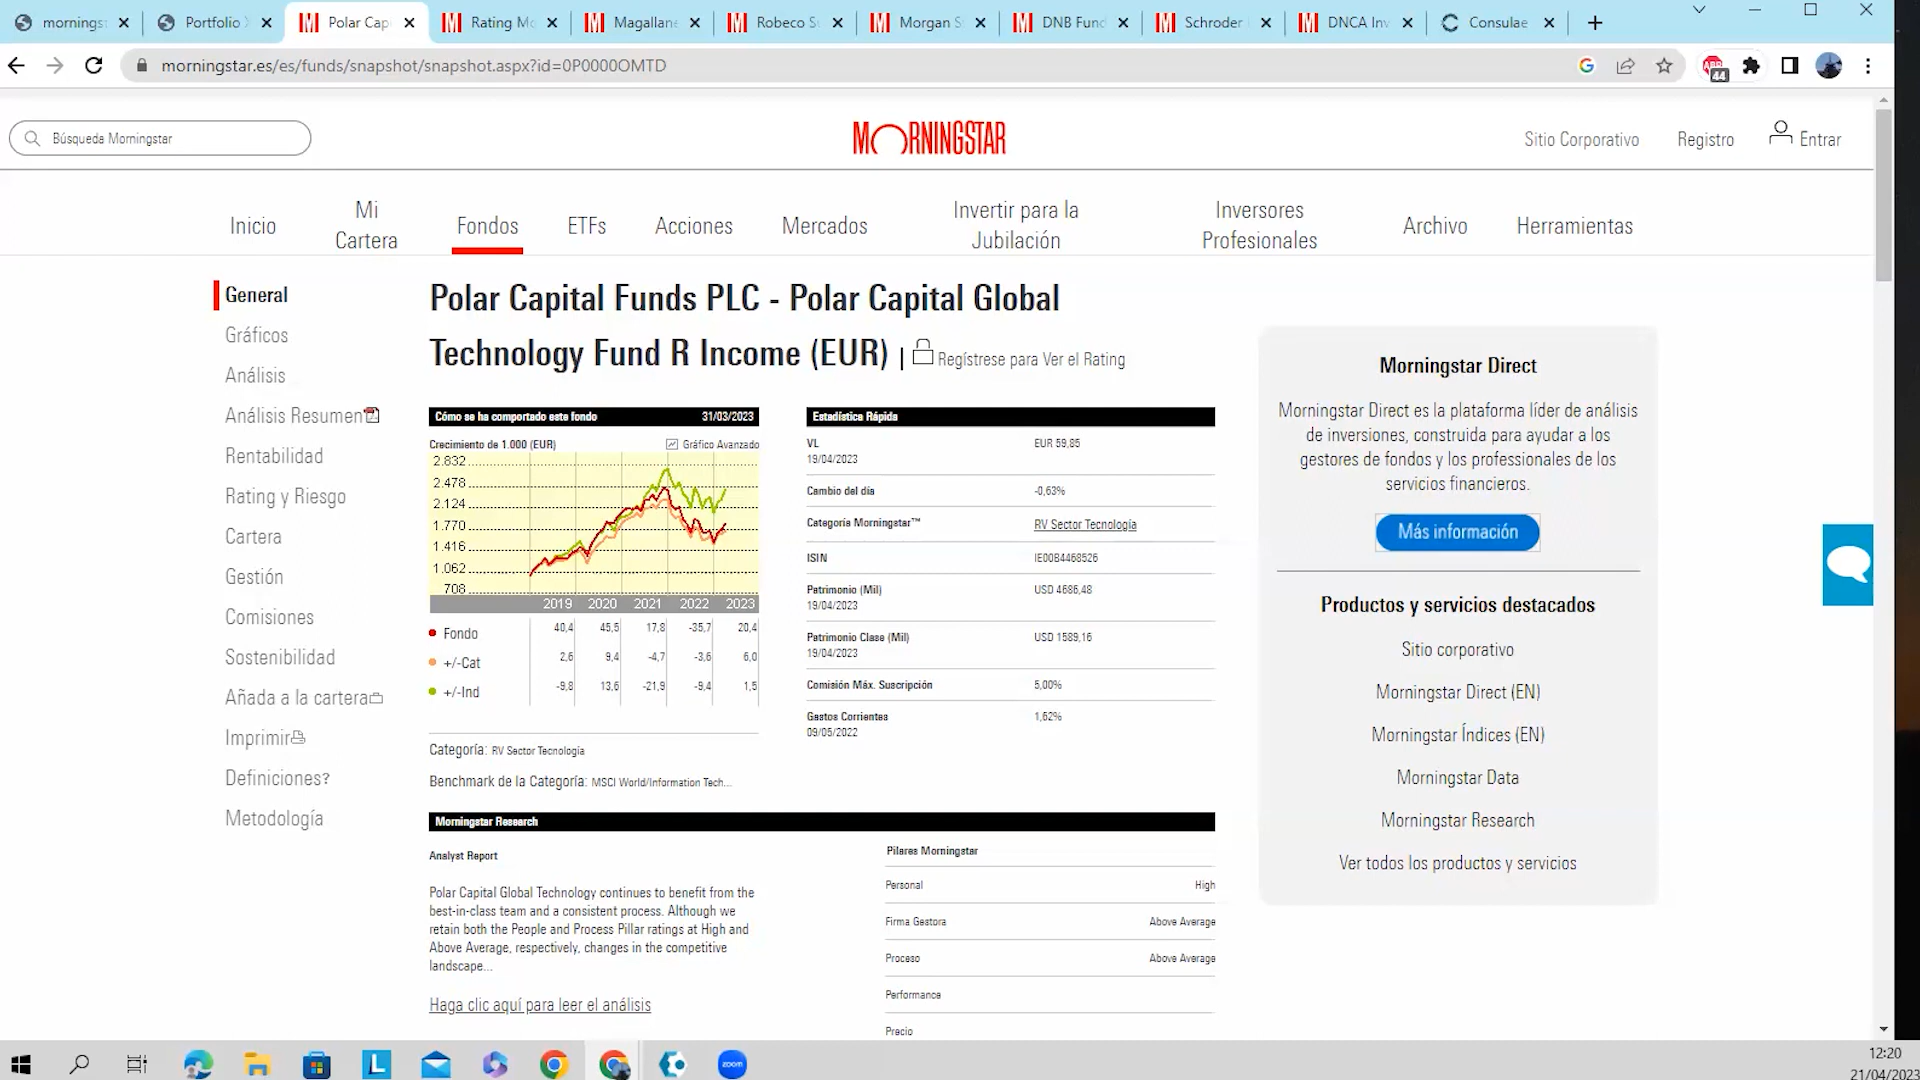 morningst
Portfolio X
Polar Cap
Rating Mo
Magallane
Robeco S
Morgan S
DNB Fund
Schroder
DNCA Inv
Consulae
morningstar.es/es/funds/snapshot/snapshot.aspx?id=0P0000OMTD
44
Búsqueda Morningstar
MORNINGSTAR
Sitio Corporativo
Registro
Entrar
Inicio
Mi
Cartera
Fondos
ETFs
Acciones
Mercados
Invertir para la
Jubilación
Inversores
Profesionales
Archivo
Herramientas
General
Gráficos
Análisis
Análisis Resumen
Rentabilidad
Rating y Riesgo
Cartera
Gestión
Comisiones
Sostenibilidad
Añada a la cartera
Imprimir
Definiciones?
Metodología
Polar Capital Funds PLC - Polar Capital Global
Technology Fund R Income (EUR) | Regístrese para Ver el Rating
Cómo se ha comportado este fondo 31/03/2023
Crecimiento de 1.000 (EUR) Gráfico Avanzado
2.832
2.478
2.124
1.770
1.416
1.062
708
2019 2020 2021 2022 2023
Fondo 40,4 45,5 17,8 -35,7 20,4
+/-Cat 2,6 9,4 -4,7 -3,6 6,0
+/-Ind -9,8 13,6 -21,9 -9,4 1,5
Categoría: RV Sector Tecnología
Benchmark de la Categoría: MSCI World/Information Tech...
Estadística Rápida
VL EUR 59,85
19/04/2023
Cambio del día -0,63%
Categoría Morningstar™ RV Sector Tecnología
ISIN IE00B4468526
Patrimonio (Mil) USD 4686,48
19/04/2023
Patrimonio Clase (Mil) USD 1589,16
19/04/2023
Comisión Máx. Suscripción 5,00%
Gastos Corrientes 1,62%
09/05/2022
Morningstar Research
Analyst Report
Polar Capital Global Technology continues to benefit from the
best-in-class team and a consistent process. Although we
retain both the People and Process Pillar ratings at High and
Above Average, respectively, changes in the competitive
landscape...
Haga clic aquí para leer el análisis
Pilares Morningstar
Personal High
Firma Gestora Above Average
Proceso Above Average
Performance
Precio
Morningstar Direct
Morningstar Direct es la plataforma líder de análisis
de inversiones, construida para ayudar a los
gestores de fondos y los professionales de los
servicios financieros.
Más información
Productos y servicios destacados
Sitio corporativo
Morningstar Direct (EN)
Morningstar Índices (EN)
Morningstar Data
Morningstar Research
Ver todos los productos y servicios
L
zoom
12:20
21/04/2023